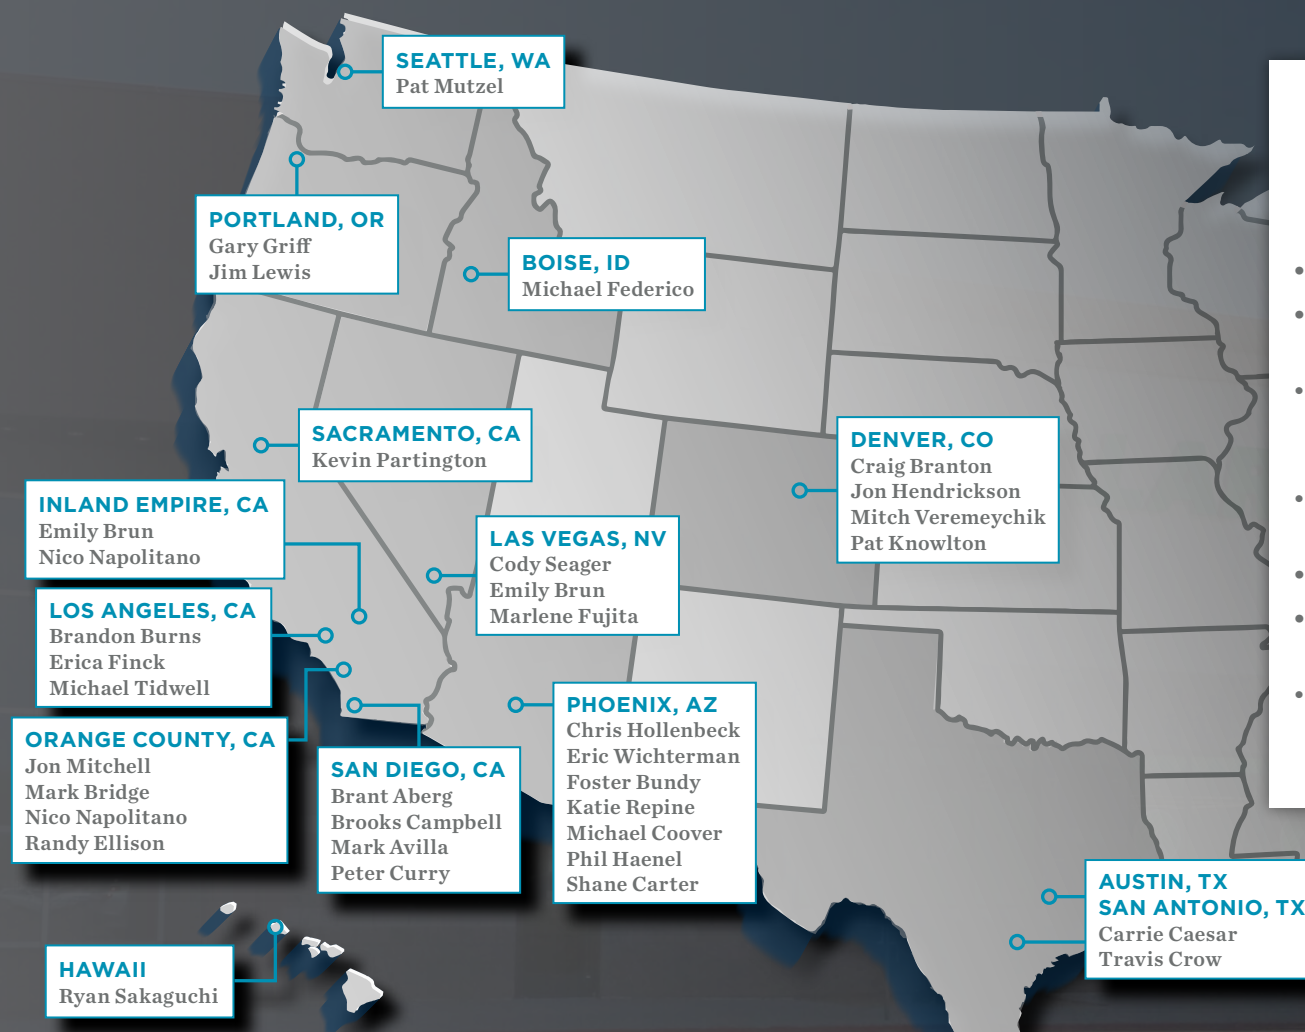 SEATTLE, WA
Pat Mutzel
PORTLAND, OR
Gary Griff
Jim Lewis
BOISE, ID
Michael Federico
SACRAMENTO, CA
Kevin Partington
DENVER, CO
Craig Branton
Jon Hendrickson
Mitch Veremeychik
Pat Knowlton
INLAND EMPIRE, CA
Emily Brun
Nico Napolitano
LAS VEGAS, NV
Cody Seager
Emily Brun
Marlene Fujita
LOS ANGELES, CA
Brandon Burns
Erica Finck
Michael Tidwell
ORANGE COUNTY, CA
Jon Mitchell
Mark Bridge
Nico Napolitano
Randy Ellison
SAN DIEGO, CA
Brant Aberg
Brooks Campbell
Mark Avilla
Peter Curry
PHOENIX, AZ
Chris Hollenbeck
Eric Wichterman
Foster Bundy
Katie Repine
Michael Coover
Phil Haenel
Shane Carter
AUSTIN, TX
SAN ANTONIO, TX
Carrie Caesar
Travis Crow
HAWAII
Ryan Sakaguchi